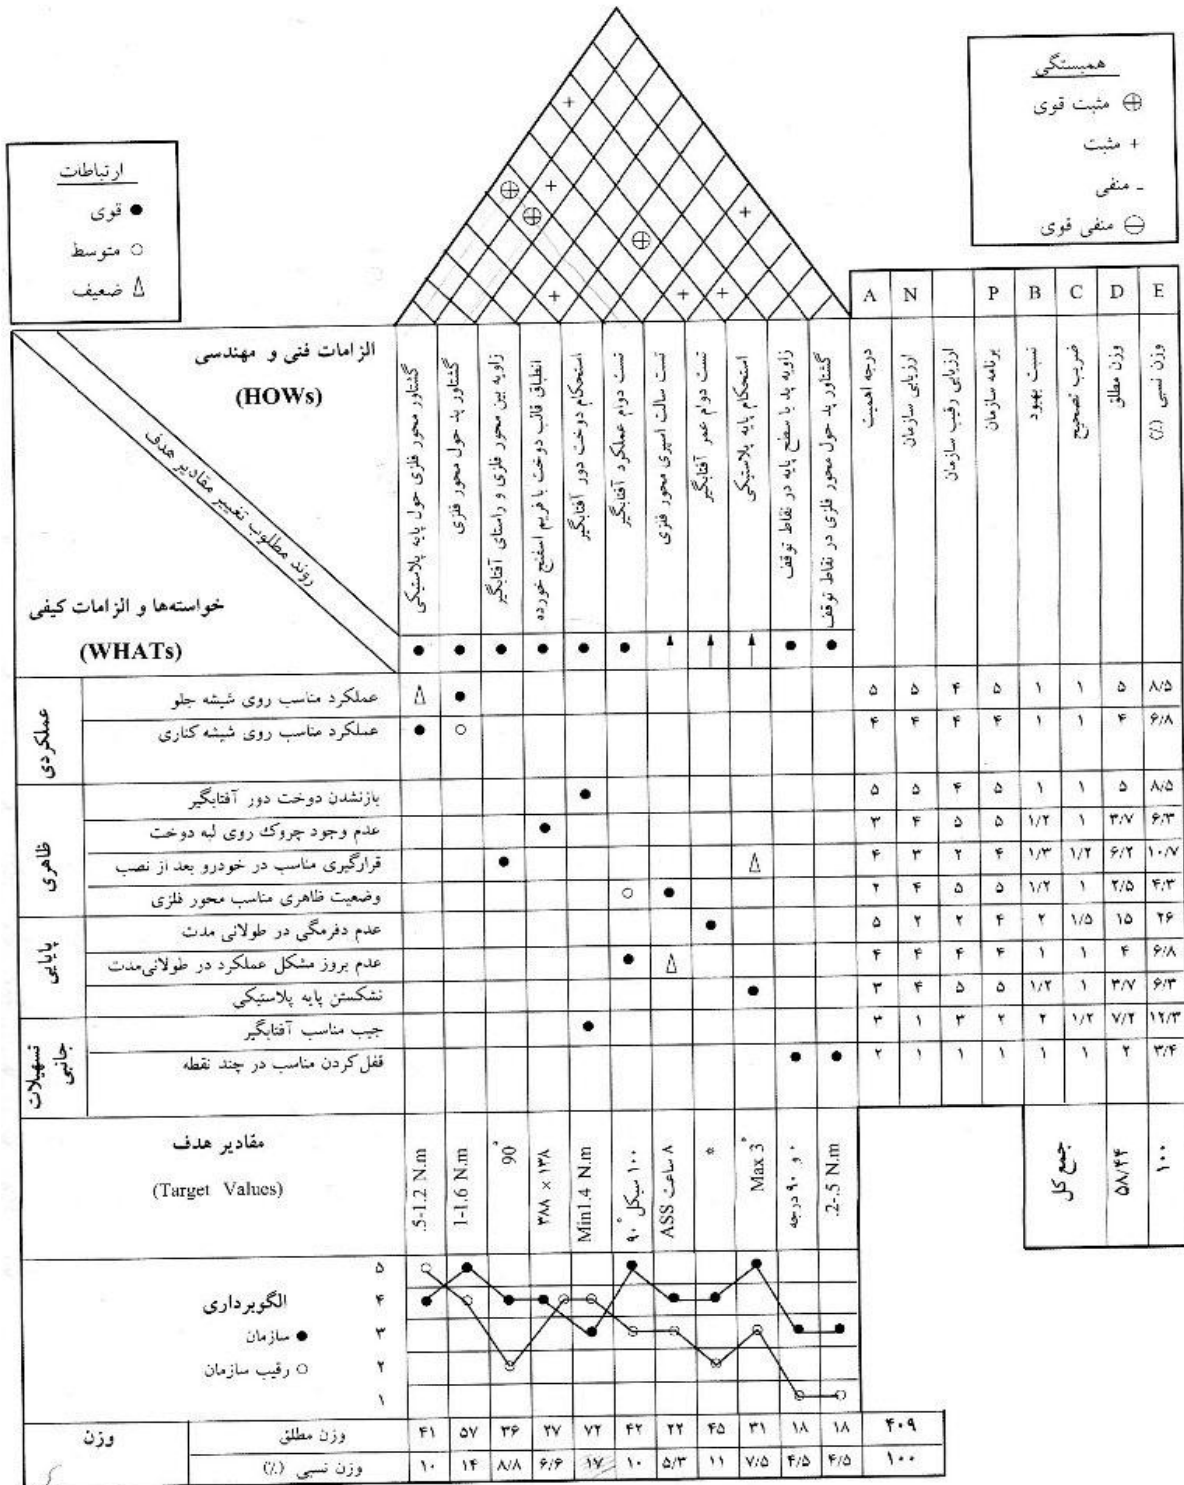 همبستگی
⊕ مثبت قوی
+ مثبت
- منفی
⊖ منفی قوی
ارتباطات
● قوی
○ متوسط
△ ضعیف
الزامات فنی و مهندسی
(HOWs)
روند مطلوب تغییر مقادیر هدف
خواسته‌ها و الزامات کیفی
(WHATs)
گشتاور محور فلزی حول پایه پلاستیکی
گشتاور پد حول محور فلزی
زاویه بین محور فلزی و راستای آفتابگیر
انطباق قالب دوخت با فریم اسفنج خورده
استحکام دوخت دور آفتابگیر
تست دوام عملکرد آفتابگیر
تست سالت اسپری محور فلزی
تست دوام عمر آفتابگیر
استحکام پایه پلاستیکی
زاویه پد با سطح پایه در نقاط توقف
گشتاور پد حول محور فلزی در نقاط توقف
A N P B C D E
درجه اهمیت
ارزیابی سازمان
ارزیابی رقیب سازمان
برنامه سازمان
نسبت بهبود
ضریب تصحیح
وزن مطلق
وزن نسبی (٪)
عملکردی
عملکرد مناسب روی شیشه جلو △ ● ۵ ۵ ۴ ۵ ۱ ۱ ۵ ۸/۵
عملکرد مناسب روی شیشه کناری ● ○ ۴ ۴ ۴ ۴ ۱ ۱ ۴ ۶/۸
ظاهری
بازنشدن دوخت دور آفتابگیر ● ۵ ۵ ۴ ۵ ۱ ۱ ۵ ۸/۵
عدم وجود چروک روی لبه دوخت ● ۳ ۴ ۵ ۵ ۱/۲ ۱ ۳/۷ ۶/۳
قرارگیری مناسب در خودرو بعد از نصب ● △ ۴ ۳ ۲ ۴ ۱/۳ ۱/۲ ۶/۲ ۱۰/۷
وضعیت ظاهری مناسب محور فلزی ○ ● ۲ ۴ ۵ ۵ ۱/۲ ۱ ۲/۵ ۴/۳
پایایی
عدم دفرمگی در طولانی مدت ● ۵ ۲ ۲ ۴ ۲ ۱/۵ ۱۵ ۲۶
عدم بروز مشکل عملکرد در طولانی‌مدت ● △ ۴ ۴ ۴ ۴ ۱ ۱ ۴ ۶/۸
نشکستن پایه پلاستیکی ● ۳ ۴ ۵ ۵ ۱/۲ ۱ ۳/۷ ۶/۳
تسهیلات جانبی
جیب مناسب آفتابگیر ● ۳ ۱ ۳ ۲ ۲ ۱/۲ ۷/۲ ۱۲/۳
قفل کردن مناسب در چند نقطه ● ● ۲ ۱ ۱ ۱ ۱ ۱ ۲ ۳/۴
مقادیر هدف
(Target Values)
.5-1.2 N.m
1-1.6 N.m
90°
۳۸۸ × ۱۳۸
Min1.4 N.m
۱۰۰ سیکل ۹۰°
۸ ساعت ASS
*
Max 3°
۰ و ۹۰ درجه
.2-.5 N.m
جمع کل
۵۸/۴۴
۱۰۰
الگوبرداری
● سازمان
○ رقیب سازمان
۵
۴
۳
۲
۱
وزن
وزن مطلق ۴۱ ۵۷ ۳۶ ۲۷ ۷۲ ۴۲ ۲۲ ۴۵ ۳۱ ۱۸ ۱۸ ۴۰۹
وزن نسبی (٪) ۱۰ ۱۴ ۸/۸ ۶/۶ ۱۷ ۱۰ ۵/۳ ۱۱ ۷/۵ ۴/۵ ۴/۵ ۱۰۰